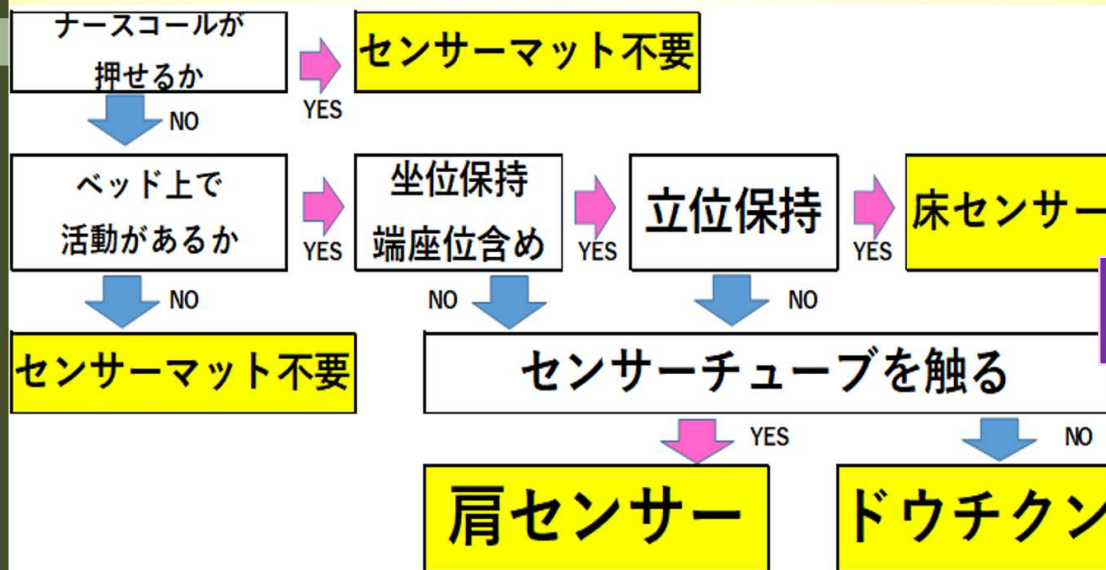 ナースコールが
押せるか
YES
センサーマット不要
NO
ベッド上で
活動があるか
YES
坐位保持
端座位含め
YES
立位保持
YES
床センサー
NO
NO
NO
センサーマット不要
センサーチューブを触る
YES
NO
肩センサー
ドウチクン